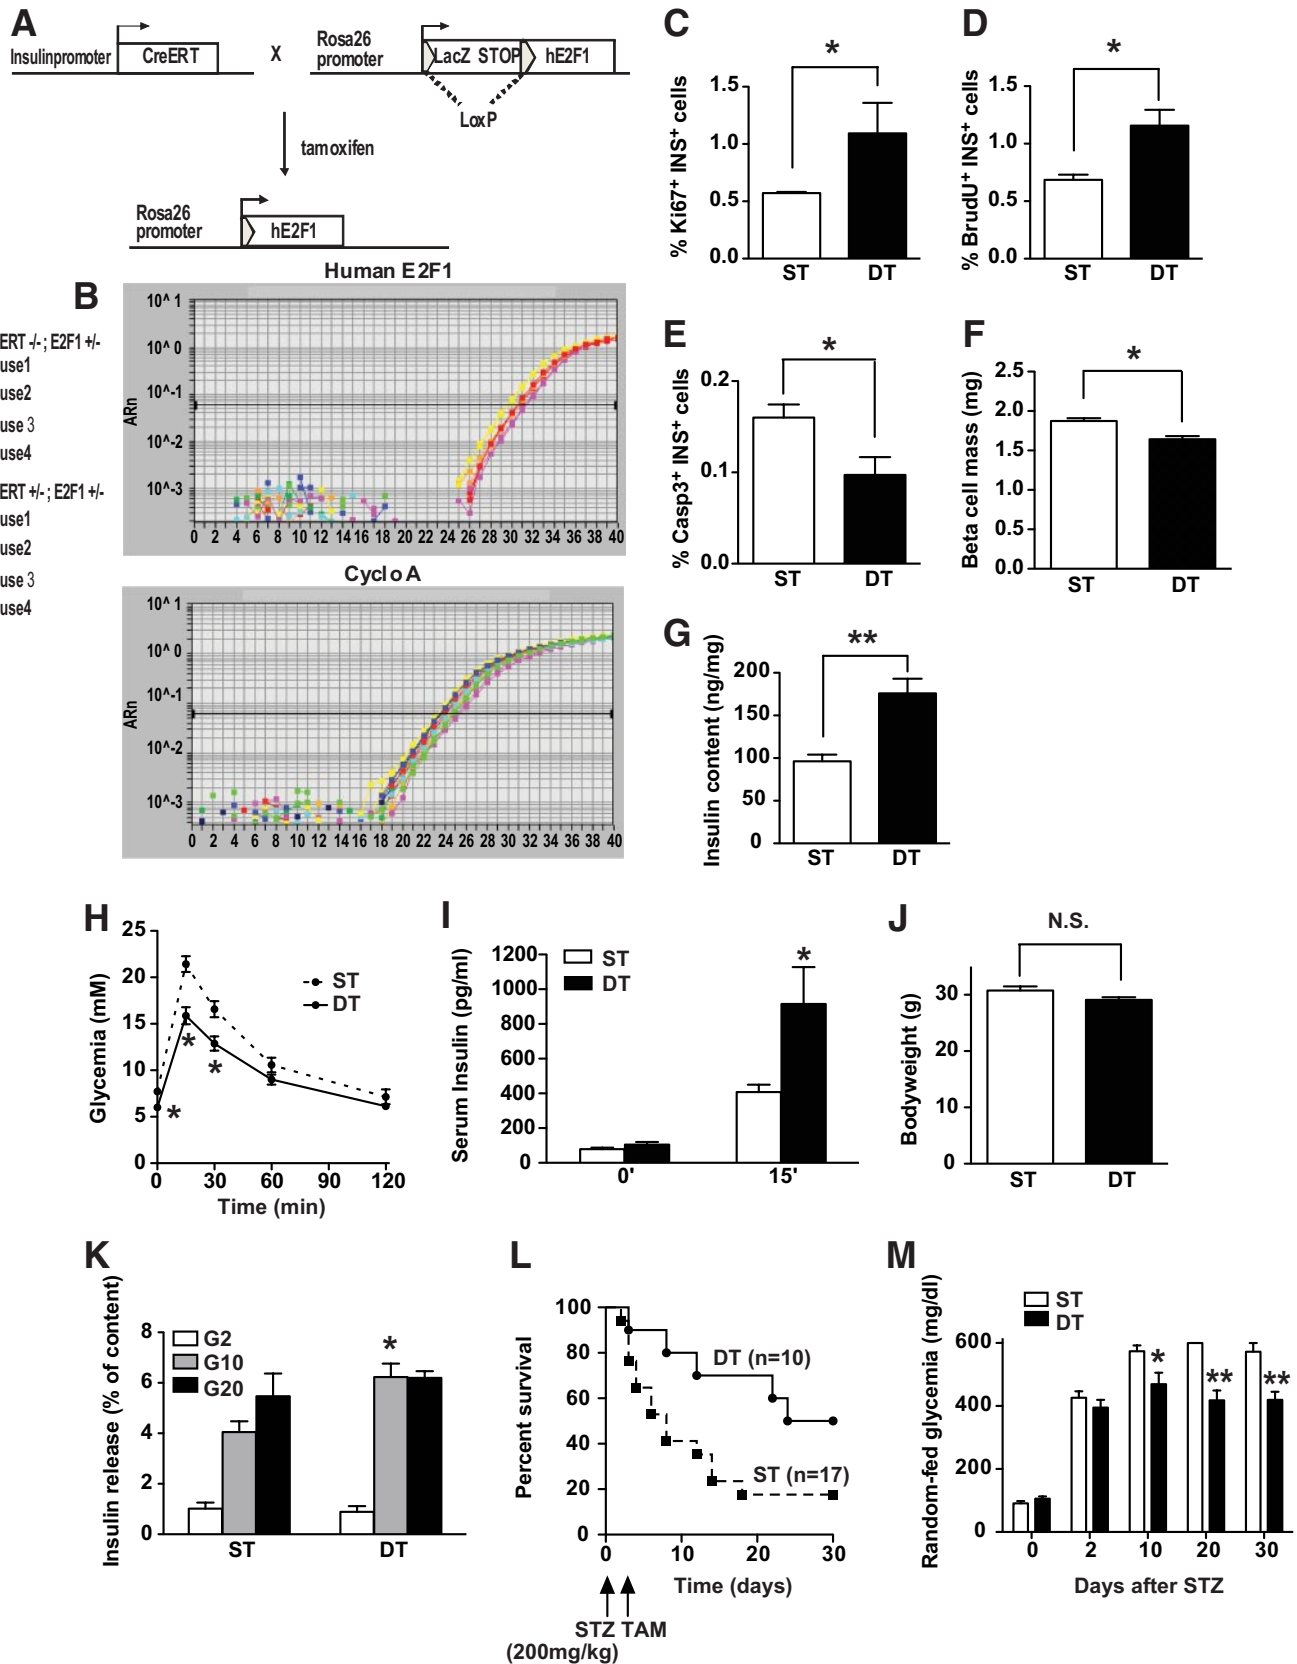 A
Insulinpromoter
CreERT
X
Rosa26
promoter
LacZ STOP
hE2F1
LoxP
tamoxifen
Rosa26
promoter
hE2F1
B
Human E2F1
ERT -/- ; E2F1 +/-
use1
use2
use 3
use4
ERT +/- ; E2F1 +/-
use1
use2
use 3
use4
ARn
10^ 1
10^ 0
10^-1
10^-2
10^-3
0 2 4 6 8 10 12 14 16 18 20 22 24 26 28 30 32 34 36 38 40
Cyclo A
ARn
10^ 1
10^ 0
10^-1
10^-2
10^-3
0 2 4 6 8 10 12 14 16 18 20 22 24 26 28 30 32 34 36 38 40
C
% Ki67+ INS+ cells
1.5
1.0
0.5
0.0
*
ST DT
D
% BrudU+ INS+ cells
1.5
1.0
0.5
0.0
*
ST DT
E
% Casp3+ INS+ cells
0.2
0.1
0.0
*
ST DT
F
Beta cell mass (mg)
2.5
2.0
1.5
1.0
0.5
0.0
*
ST DT
G
Insulin content (ng/mg)
200
150
100
50
0
**
ST DT
H
Glycemia (mM)
25
20
15
10
5
0
ST
DT
*
*
*
0 30 60 90 120
Time (min)
I
Serum Insulin (pg/ml)
1200
1000
800
600
400
200
0
ST
DT
*
0' 15'
J
N.S.
Bodyweight (g)
30
20
10
0
ST DT
K
Insulin release (% of content)
8
6
4
2
0
G2
G10
G20
*
ST DT
L
Percent survival
100
80
60
40
20
0
DT (n=10)
ST (n=17)
0 10 20 30
Time (days)
STZ TAM
(200mg/kg)
M
Random-fed glycemia (mg/dl)
600
400
200
0
ST
DT
*
**
**
0 2 10 20 30
Days after STZ